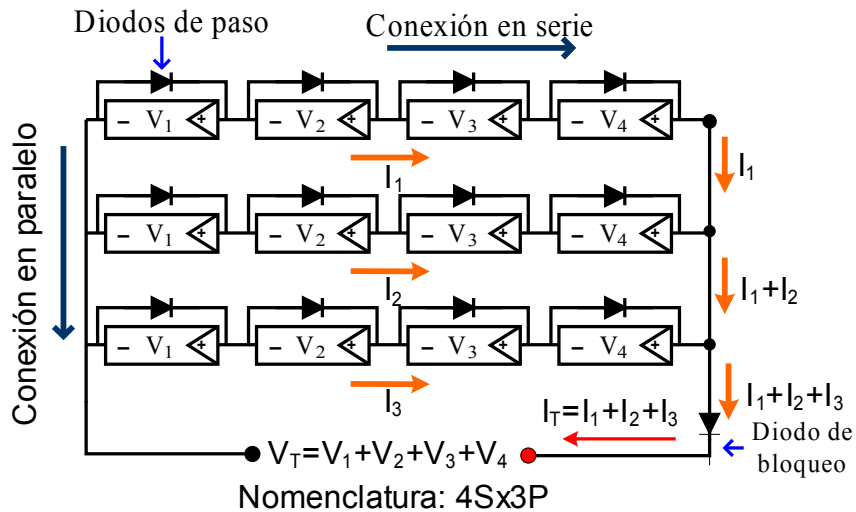 Diodos de paso
Conexión en serie
Conexión en paralelo
− V₁ + − V₂ + − V₃ + − V₄ +
I₁
I₁
− V₁ + − V₂ + − V₃ + − V₄ +
I₂
I₁+I₂
− V₁ + − V₂ + − V₃ + − V₄ +
I₃
I₁+I₂+I₃
I_T=I₁+I₂+I₃
Diodo de
bloqueo
V_T=V₁+V₂+V₃+V₄
Nomenclatura: 4Sx3P